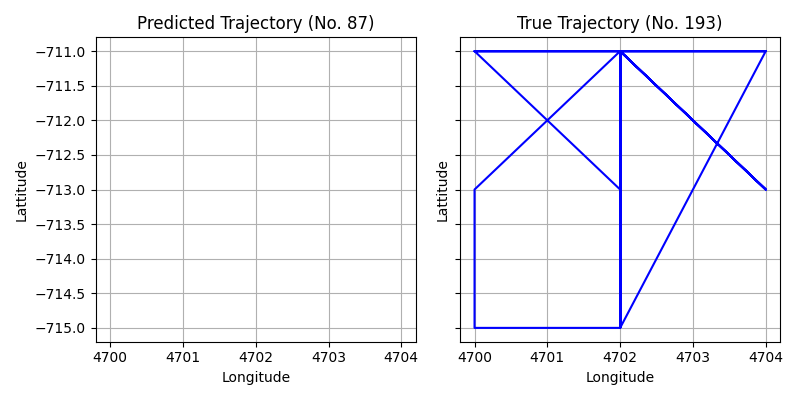 Predicted Trajectory (No. 87)
True Trajectory (No. 193)
−711.0
−711.5
−712.0
−712.5
−713.0
−713.5
−714.0
−714.5
−715.0
Lattitude
Lattitude
4700 4701 4702 4703 4704
4700 4701 4702 4703 4704
Longitude
Longitude